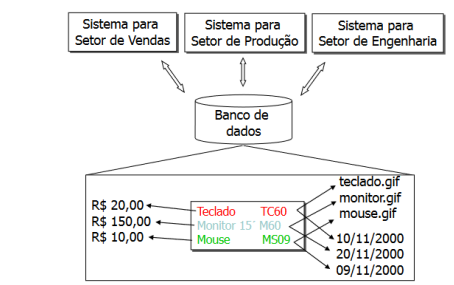 Sistema para
Setor de Vendas
Sistema para
Setor de Produção
Sistema para
Setor de Engenharia
Banco de
dados
R$ 20,00
R$ 150,00
R$ 10,00
Teclado TC60
Monitor 15" M60
Mouse MS09
teclado.gif
monitor.gif
mouse.gif
10/11/2000
20/11/2000
09/11/2000